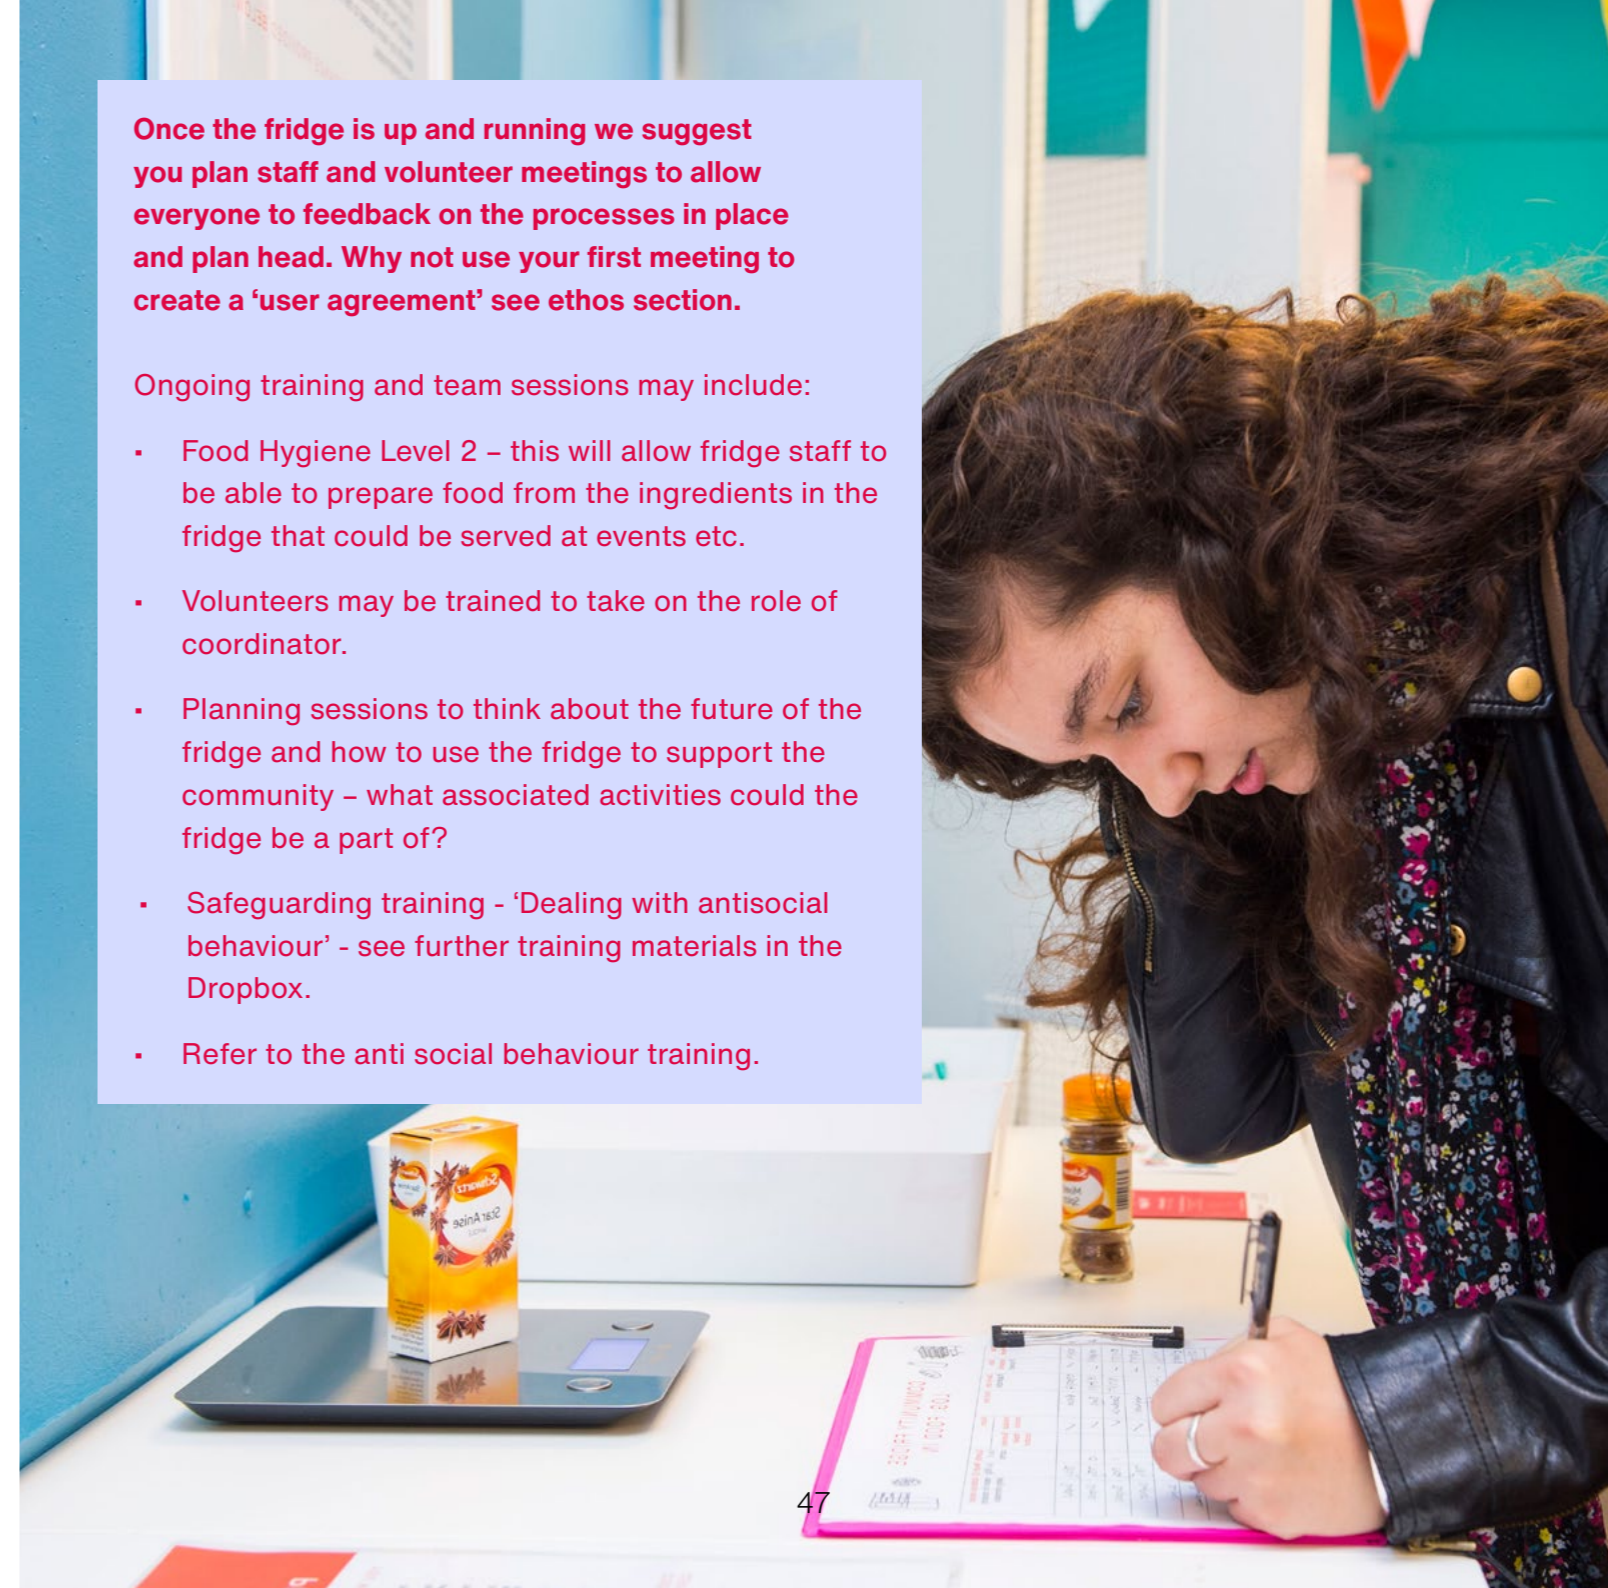 Once the fridge is up and running we suggest
you plan staff and volunteer meetings to allow
everyone to feedback on the processes in place
and plan head. Why not use your first meeting to
create a ‘user agreement’ see ethos section.
Ongoing training and team sessions may include:
▪ Food Hygiene Level 2 – this will allow fridge staff to
be able to prepare food from the ingredients in the
fridge that could be served at events etc.
▪ Volunteers may be trained to take on the role of
coordinator.
▪ Planning sessions to think about the future of the
fridge and how to use the fridge to support the
community – what associated activities could the
fridge be a part of?
▪ Safeguarding training - ‘Dealing with antisocial
behaviour’ - see further training materials in the
Dropbox.
▪ Refer to the anti social behaviour training.
Schwartz
Star Anise
COMMUNITY FRIDGE
LOG: FOOD IN
47